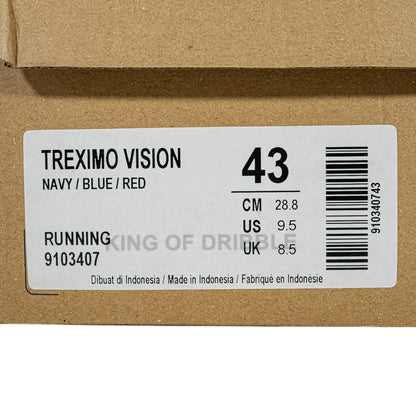 TREXIMO VISION
NAVY / BLUE / RED
43
CM 28.8
US 9.5
UK 8.5
RUNNING
9103407
KING OF DRIBBLE
Dibuat di Indonesia / Made in Indonesia / Fabriqué en Indonésie
910340743